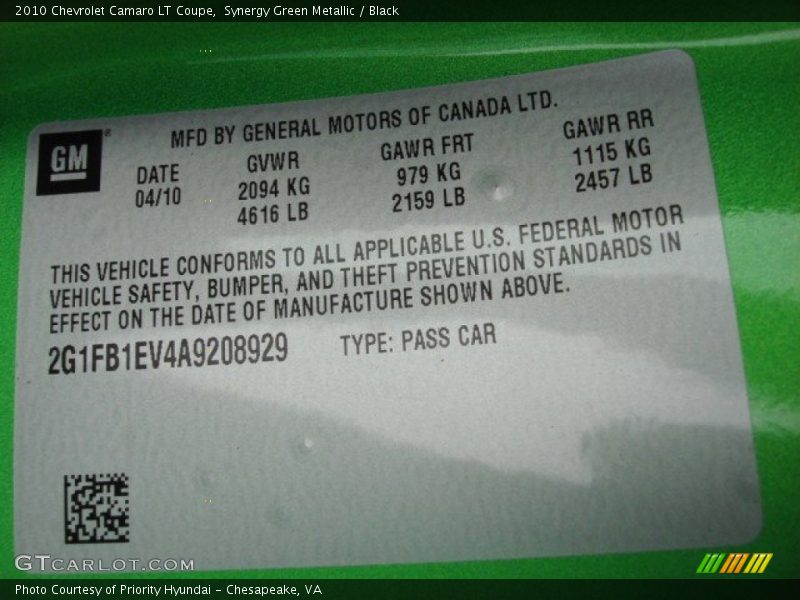 2010 Chevrolet Camaro LT Coupe,  Synergy Green Metallic / Black
GM®
MFD BY GENERAL MOTORS OF CANADA LTD.
DATE GVWR GAWR FRT GAWR RR
04/10 2094 KG 979 KG 1115 KG
4616 LB 2159 LB 2457 LB
THIS VEHICLE CONFORMS TO ALL APPLICABLE U.S. FEDERAL MOTOR
VEHICLE SAFETY, BUMPER, AND THEFT PREVENTION STANDARDS IN
EFFECT ON THE DATE OF MANUFACTURE SHOWN ABOVE.
2G1FB1EV4A9208929 TYPE: PASS CAR
GTCARLOT.COM
Photo Courtesy of Priority Hyundai - Chesapeake, VA